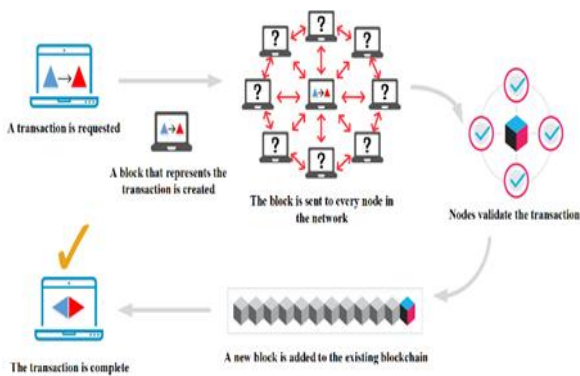 A transaction is requested
A block that represents the
transaction is created
? ? ?
? ?
? ? ?
The block is sent to every node in
the network
Nodes validate the transaction
A new block is added to the existing blockchain
The transaction is complete